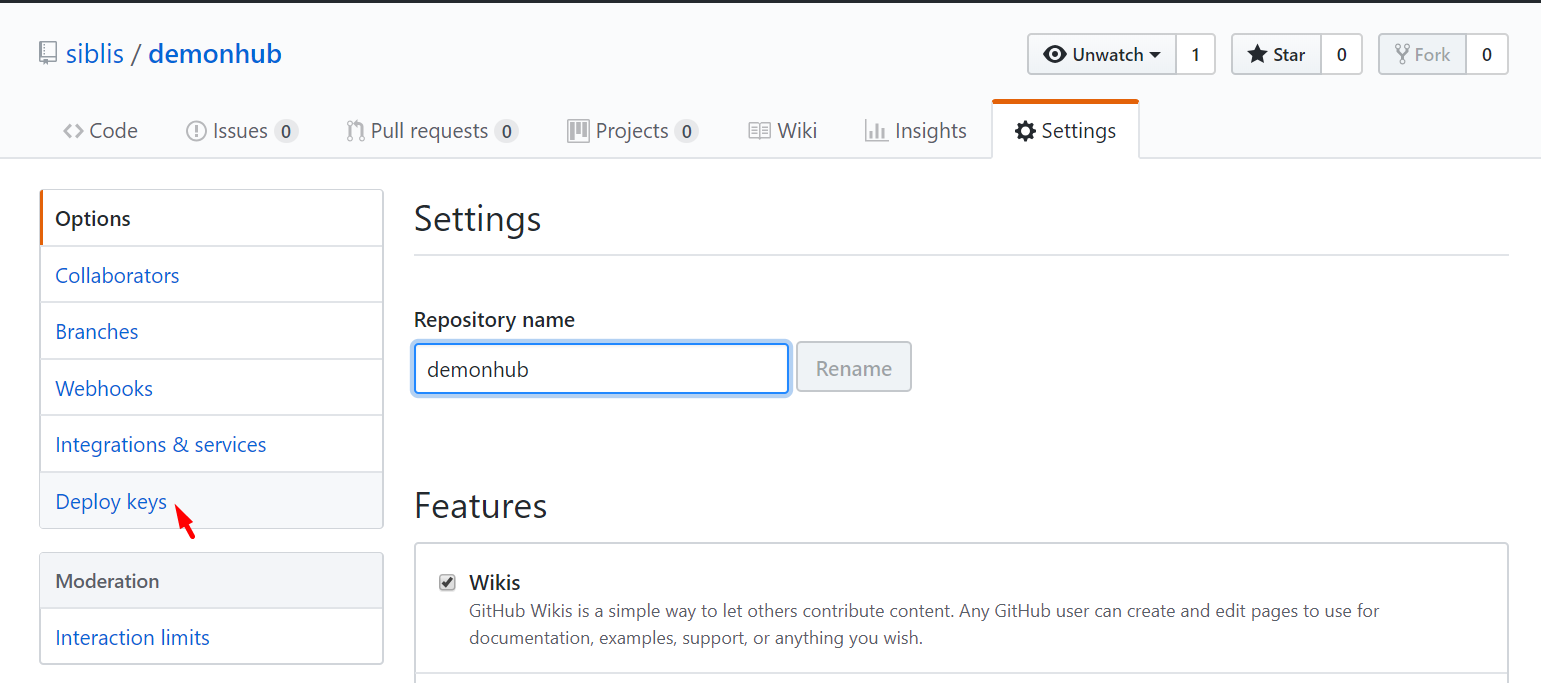 siblis / demonhub
Unwatch 1 Star 0 Fork 0
Code Issues 0 Pull requests 0 Projects 0 Wiki Insights Settings
Options
Collaborators
Branches
Webhooks
Integrations & services
Deploy keys
Moderation
Interaction limits
Settings
Repository name
demonhub Rename
Features
Wikis
GitHub Wikis is a simple way to let others contribute content. Any GitHub user can create and edit pages to use for
documentation, examples, support, or anything you wish.